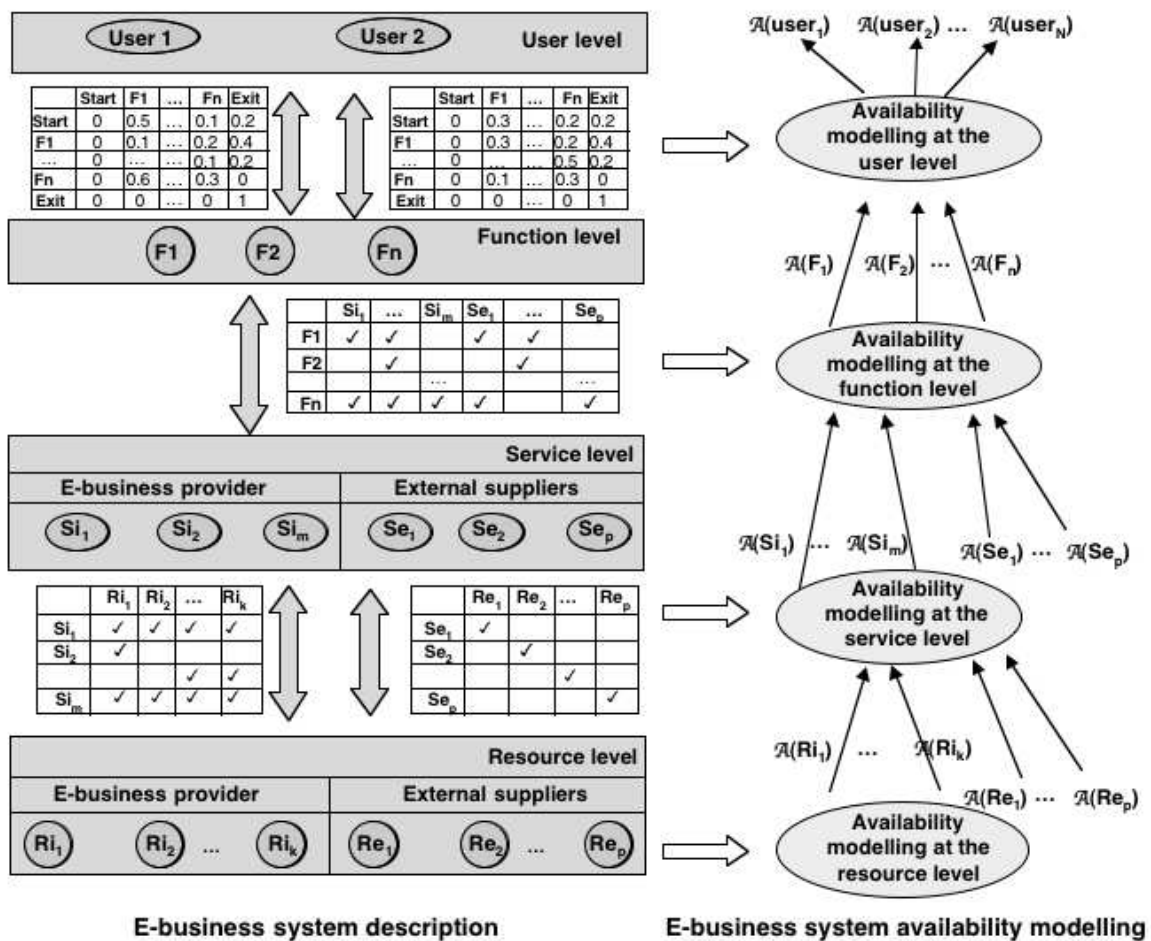 User 1 User 2 User level
Start F1 ... Fn Exit
Start 0 0.5 ... 0.1 0.2
F1 0 0.1 ... 0.2 0.4
... 0 ... ... 0.1 0.2
Fn 0 0.6 ... 0.3 0
Exit 0 0 ... 0 1
Start F1 ... Fn Exit
Start 0 0.3 ... 0.2 0.2
F1 0 0.3 ... 0.2 0.4
... 0 ... ... 0.5 0.2
Fn 0 0.1 ... 0.3 0
Exit 0 0 ... 0 1
Function level
F1 F2 Fn
Si₁ ... Siₘ Se₁ ... Seₚ
F1 ✓ ✓ ✓ ✓
F2 ✓ ✓
... ...
Fn ✓ ✓ ✓ ✓ ✓
Service level
E-business provider External suppliers
Si₁ Si₂ Siₘ Se₁ Se₂ Seₚ
Ri₁ Ri₂ ... Riₖ
Si₁ ✓ ✓ ✓ ✓
Si₂ ✓
✓ ✓
Siₘ ✓ ✓ ✓ ✓
Re₁ Re₂ ... Reₚ
Se₁ ✓
Se₂ ✓
✓
Seₚ ✓
Resource level
E-business provider External suppliers
Ri₁ Ri₂ ... Riₖ Re₁ Re₂ ... Reₚ
E-business system description
𝒜(user₁) 𝒜(user₂) ... 𝒜(user_N)
Availability
modelling at the
user level
𝒜(F₁) 𝒜(F₂) ... 𝒜(Fₙ)
Availability
modelling at the
function level
𝒜(Si₁) ... 𝒜(Siₘ) 𝒜(Se₁) ... 𝒜(Seₚ)
Availability
modelling at the
service level
𝒜(Ri₁) ... 𝒜(Riₖ)
𝒜(Re₁) ... 𝒜(Reₚ)
Availability
modelling at the
resource level
E-business system availability modelling